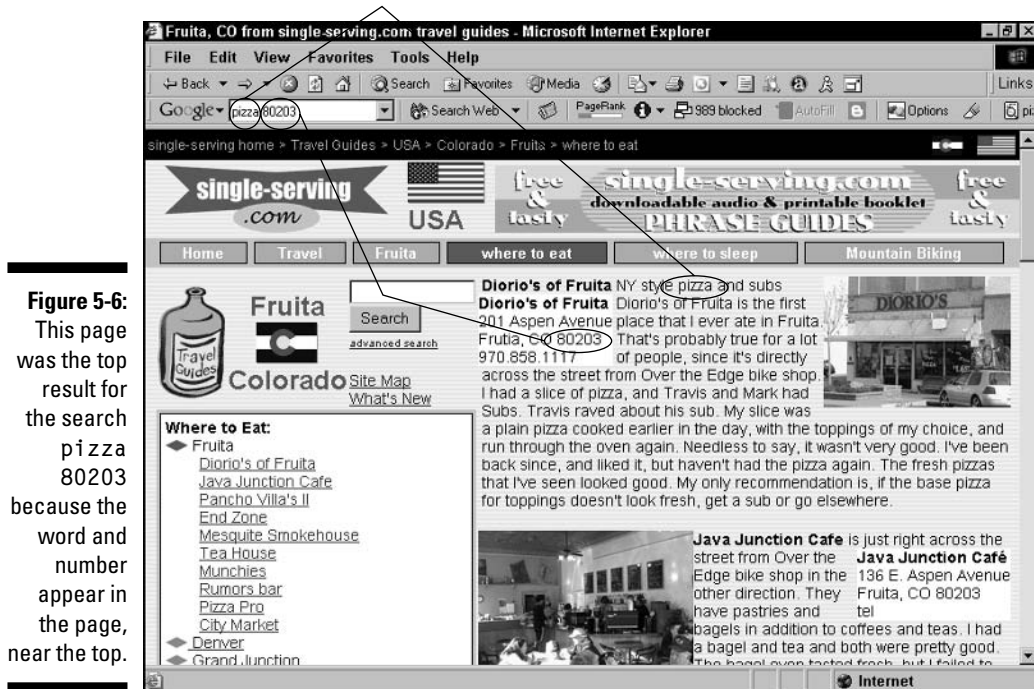 Fruita, CO from single-serving.com travel guides - Microsoft Internet Explorer
File Edit View Favorites Tools Help
Back Search Favorites Media Links
Google pizza 80203 Search Web PageRank 989 blocked AutoFill Options
single-serving home > Travel Guides > USA > Colorado > Fruita > where to eat
single-serving
.com
USA
free
&
tasly
single-serving.com
downloadable audio & printable booklet
PHRASE GUIDES
free
&
tasly
Home Travel Fruita where to eat where to sleep Mountain Biking
Travel
Guides
Fruita
Colorado
Search
advanced search
Site Map
What's New
Where to Eat:
Fruita
Diorio's of Fruita
Java Junction Cafe
Pancho Villa's II
End Zone
Mesquite Smokehouse
Tea House
Munchies
Rumors bar
Pizza Pro
City Market
Denver
Grand Junction
Diorio's of Fruita NY style pizza and subs
Diorio's of Fruita
201 Aspen Avenue
Frutia, CO 80203
970.858.1117
Diorio's of Fruita is the first
place that I ever ate in Fruita.
That's probably true for a lot
of people, since it's directly
across the street from Over the Edge bike shop.
I had a slice of pizza, and Travis and Mark had
Subs. Travis raved about his sub. My slice was
a plain pizza cooked earlier in the day, with the toppings of my choice, and
run through the oven again. Needless to say, it wasn't very good. I've been
back since, and liked it, but haven't had the pizza again. The fresh pizzas
that I've seen looked good. My only recommendation is, if the base pizza
for toppings doesn't look fresh, get a sub or go elsewhere.
DIORIO'S
Java Junction Cafe is just right across the
street from Over the
Edge bike shop in the
other direction. They
have pastries and
Java Junction Café
136 E. Aspen Avenue
Fruita, CO 80203
tel
bagels in addition to coffees and teas. I had
a bagel and tea and both were pretty good.
The bagel even tasted fresh, but I failed to
Internet
Figure 5-6:
This page
was the top
result for
the search
pizza
80203
because the
word and
number
appear in
the page,
near the top.